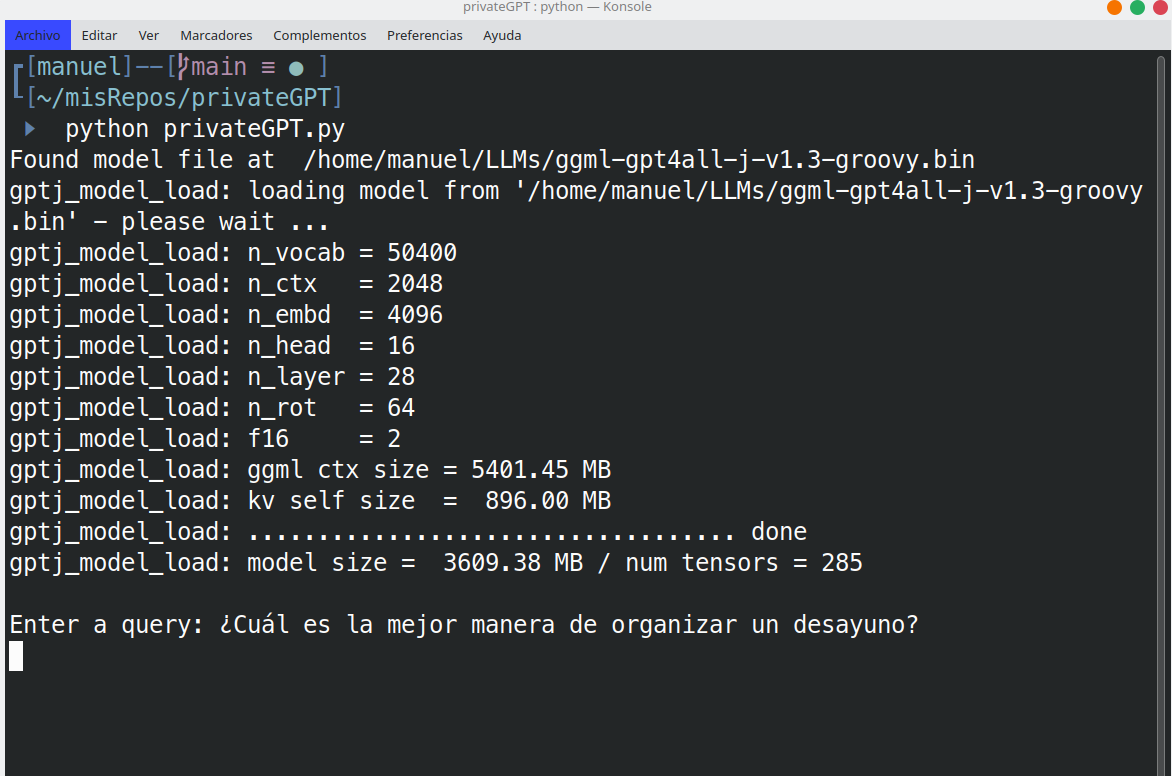 privateGPT : python — Konsole
Archivo Editar Ver Marcadores Complementos Preferencias Ayuda
[manuel]——[main ≡ ● ]
[~/misRepos/privateGPT]
python privateGPT.py
Found model file at  /home/manuel/LLMs/ggml-gpt4all-j-v1.3-groovy.bin
gptj_model_load: loading model from '/home/manuel/LLMs/ggml-gpt4all-j-v1.3-groovy
.bin' - please wait ...
gptj_model_load: n_vocab = 50400
gptj_model_load: n_ctx   = 2048
gptj_model_load: n_embd  = 4096
gptj_model_load: n_head  = 16
gptj_model_load: n_layer = 28
gptj_model_load: n_rot   = 64
gptj_model_load: f16     = 2
gptj_model_load: ggml ctx size = 5401.45 MB
gptj_model_load: kv self size  =  896.00 MB
gptj_model_load: ................................... done
gptj_model_load: model size =  3609.38 MB / num tensors = 285
Enter a query: ¿Cuál es la mejor manera de organizar un desayuno?